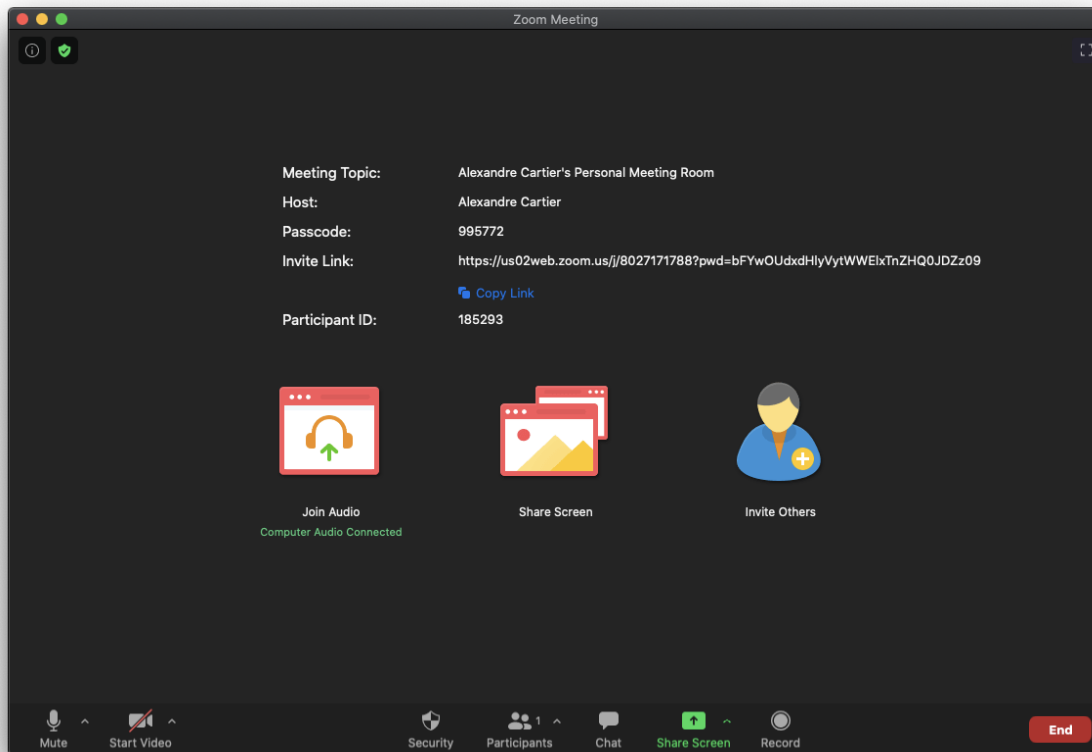 Zoom Meeting
Meeting Topic: Alexandre Cartier's Personal Meeting Room
Host: Alexandre Cartier
Passcode: 995772
Invite Link: https://us02web.zoom.us/j/8027171788?pwd=bFYwOUdxdHlyVytWWElxTnZHQ0JDZz09
Copy Link
Participant ID: 185293
Join Audio Share Screen Invite Others
Computer Audio Connected
Mute Start Video Security Participants 1 Chat Share Screen Record End